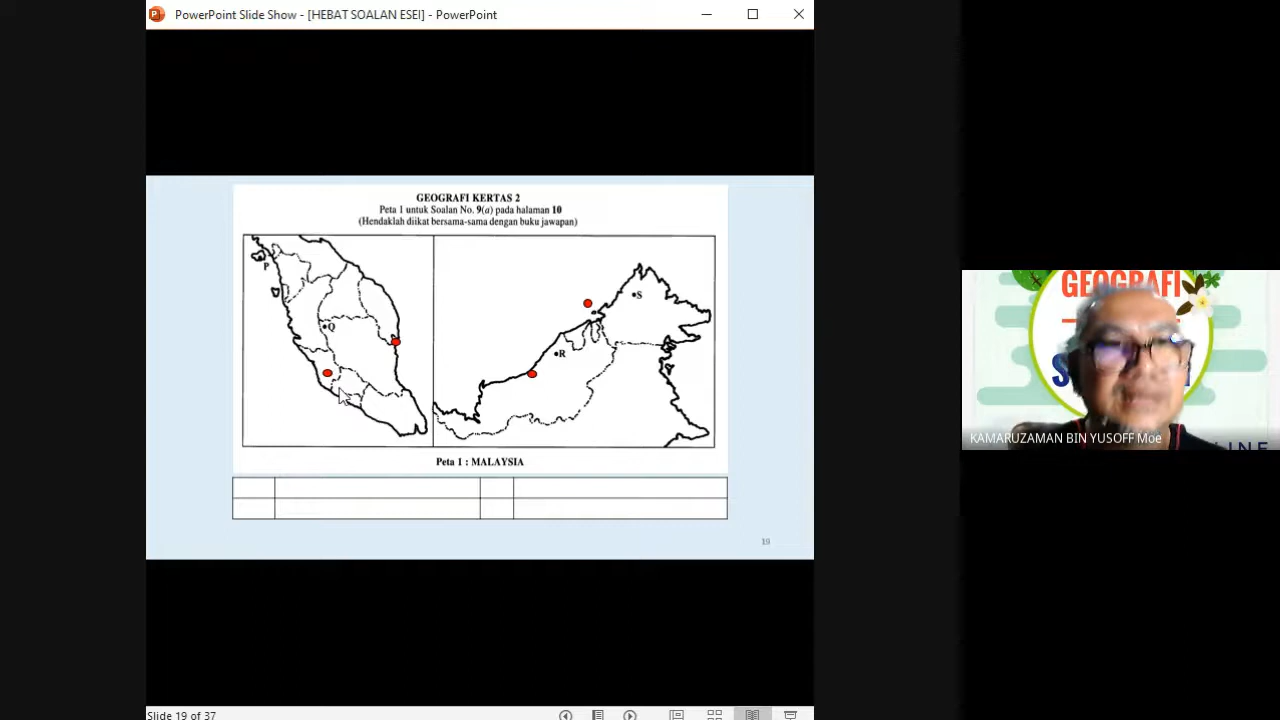 PowerPoint Slide Show - [HEBAT SOALAN ESEI] - PowerPoint
GEOGRAFI KERTAS 2
Peta 1 untuk Soalan No. 9(a) pada halaman 10
(Hendaklah diikat bersama-sama dengan buku jawapan)
P
Q
R
S
Peta 1 : MALAYSIA
19
Slide 19 of 37
GEOGRAFI
KAMARUZAMAN BIN YUSOFF Moe